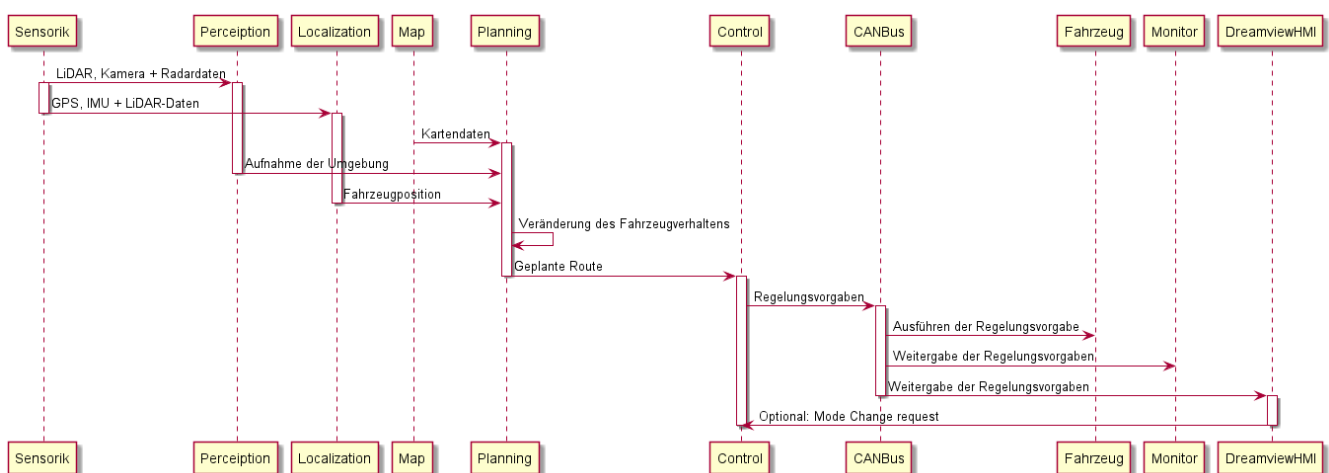 Sensorik
Perceiption
Localization
Map
Planning
Control
CANBus
Fahrzeug
Monitor
DreamviewHMI
LiDAR, Kamera + Radardaten
GPS, IMU + LiDAR-Daten
Kartendaten
Aufnahme der Umgebung
Fahrzeugposition
Veränderung des Fahrzeugverhaltens
Geplante Route
Regelungsvorgaben
Ausführen der Regelungsvorgabe
Weitergabe der Regelungsvorgaben
Weitergabe der Regelungsvorgaben
Optional: Mode Change request
Sensorik
Perceiption
Localization
Map
Planning
Control
CANBus
Fahrzeug
Monitor
DreamviewHMI